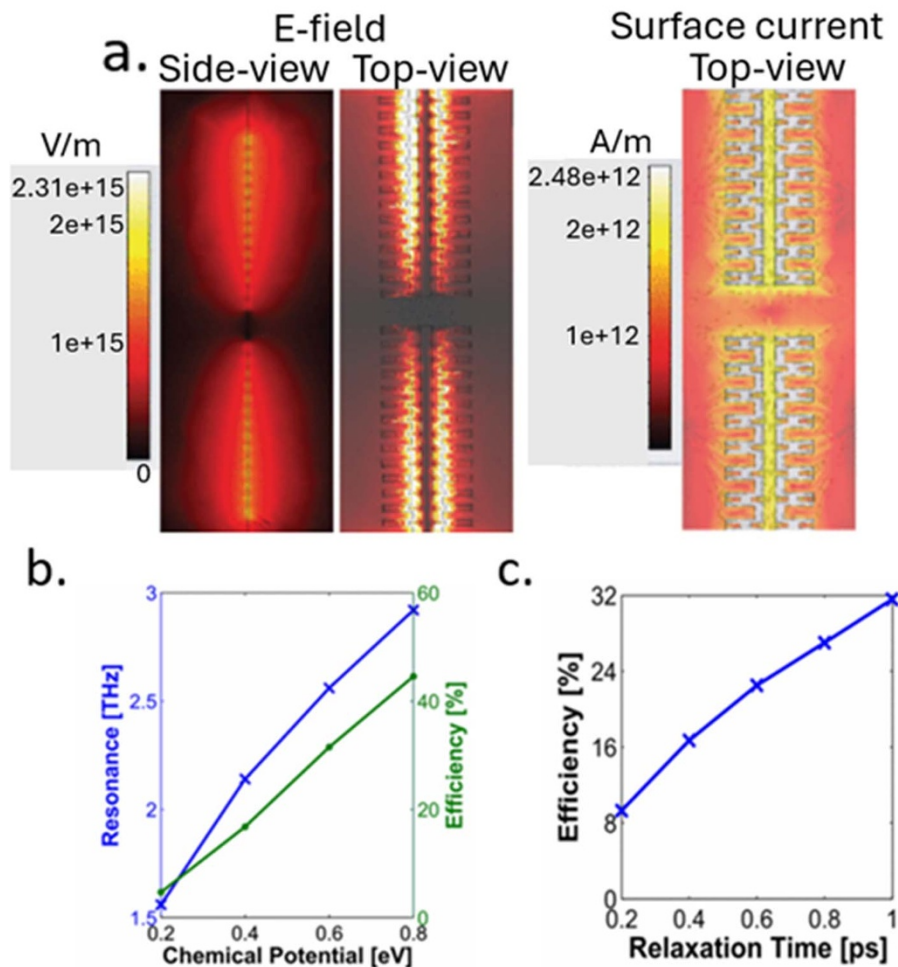 a.
E-field
Side-view Top-view
Surface current
Top-view
V/m
2.31e+15
2e+15
1e+15
0
A/m
2.48e+12
2e+12
1e+12
b.
Resonance [THz]
3
2.5
2
1.5
60
40
20
0
Efficiency [%]
0.2 0.4 0.6 0.8
Chemical Potential [eV]
c.
Efficiency [%]
32
24
16
8
0
0.2 0.4 0.6 0.8 1
Relaxation Time [ps]